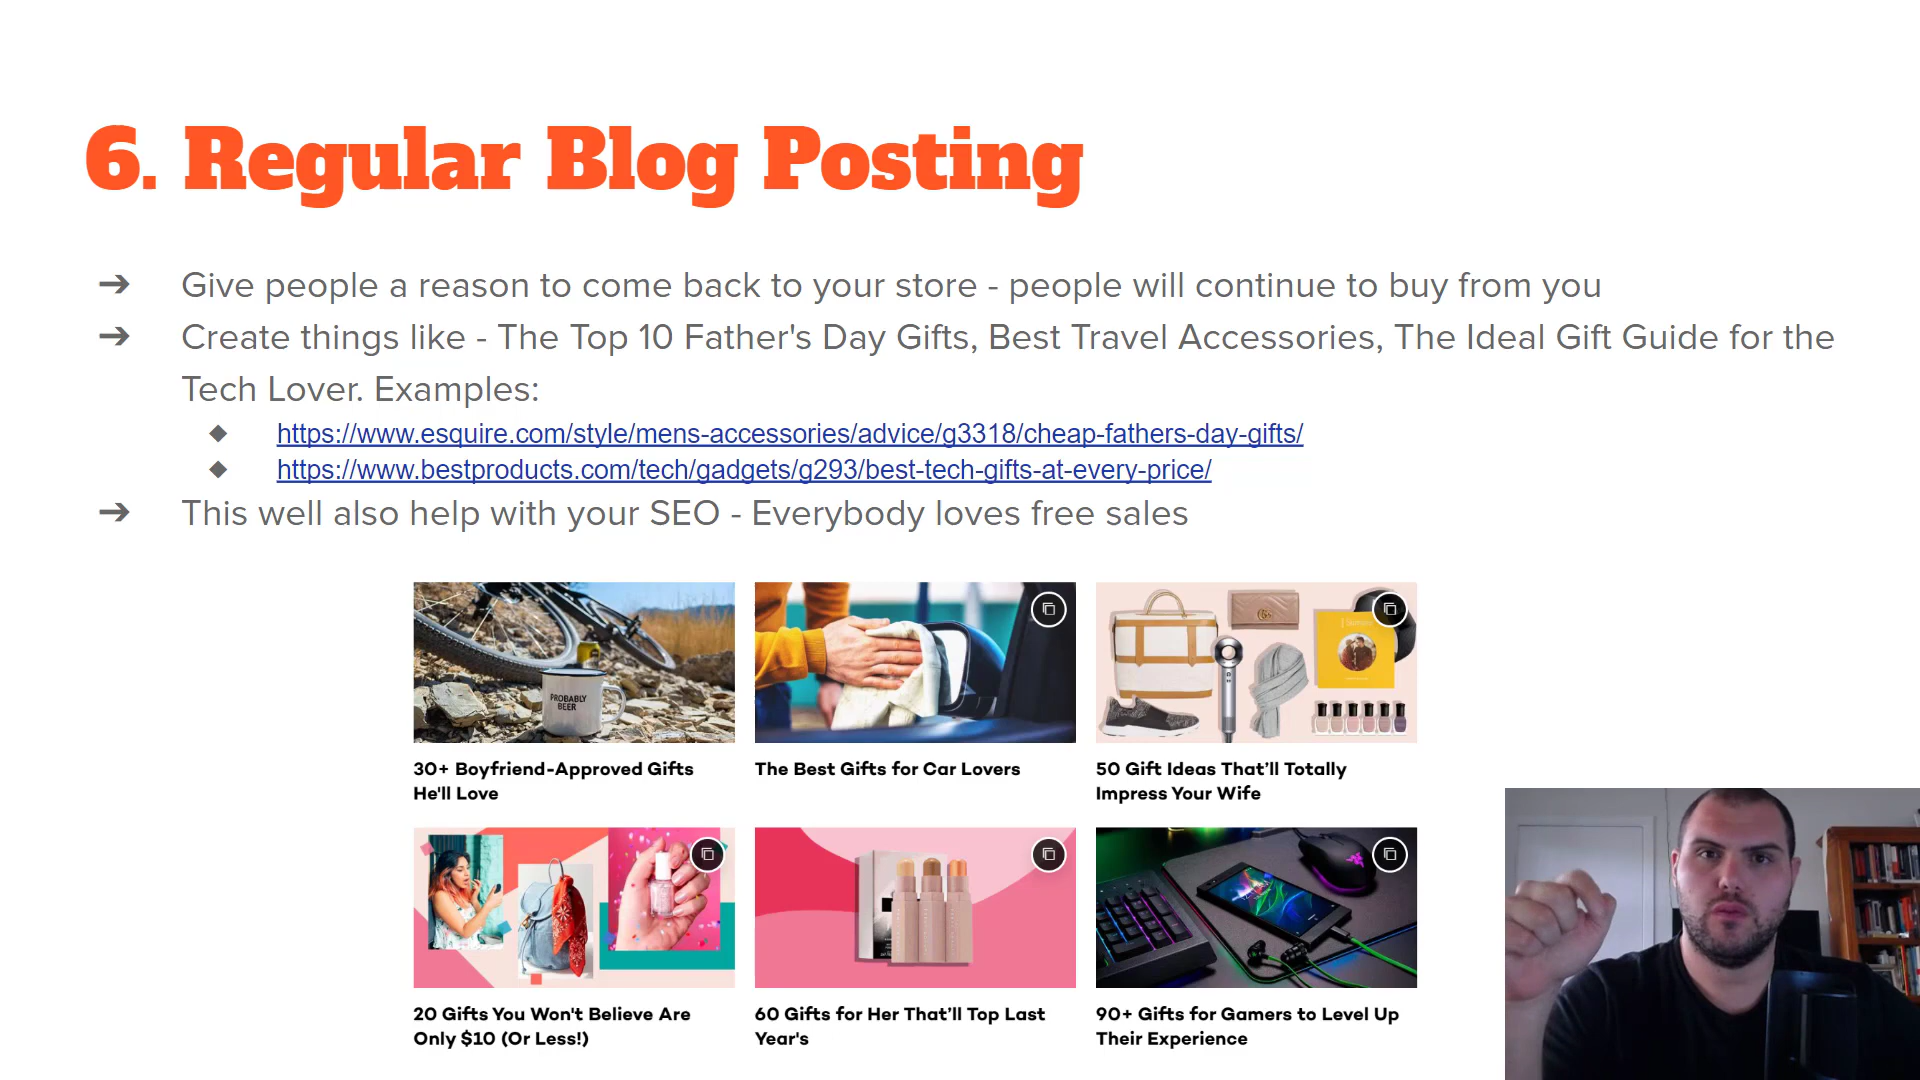 6. Regular Blog Posting
Give people a reason to come back to your store - people will continue to buy from you
Create things like - The Top 10 Father's Day Gifts, Best Travel Accessories, The Ideal Gift Guide for the
Tech Lover. Examples:
https://www.esquire.com/style/mens-accessories/advice/g3318/cheap-fathers-day-gifts/
https://www.bestproducts.com/tech/gadgets/g293/best-tech-gifts-at-every-price/
This well also help with your SEO - Everybody loves free sales
PROBABLY
BEER
30+ Boyfriend-Approved Gifts
He'll Love
The Best Gifts for Car Lovers
50 Gift Ideas That'll Totally
Impress Your Wife
20 Gifts You Won't Believe Are
Only $10 (Or Less!)
60 Gifts for Her That'll Top Last
Year's
90+ Gifts for Gamers to Level Up
Their Experience